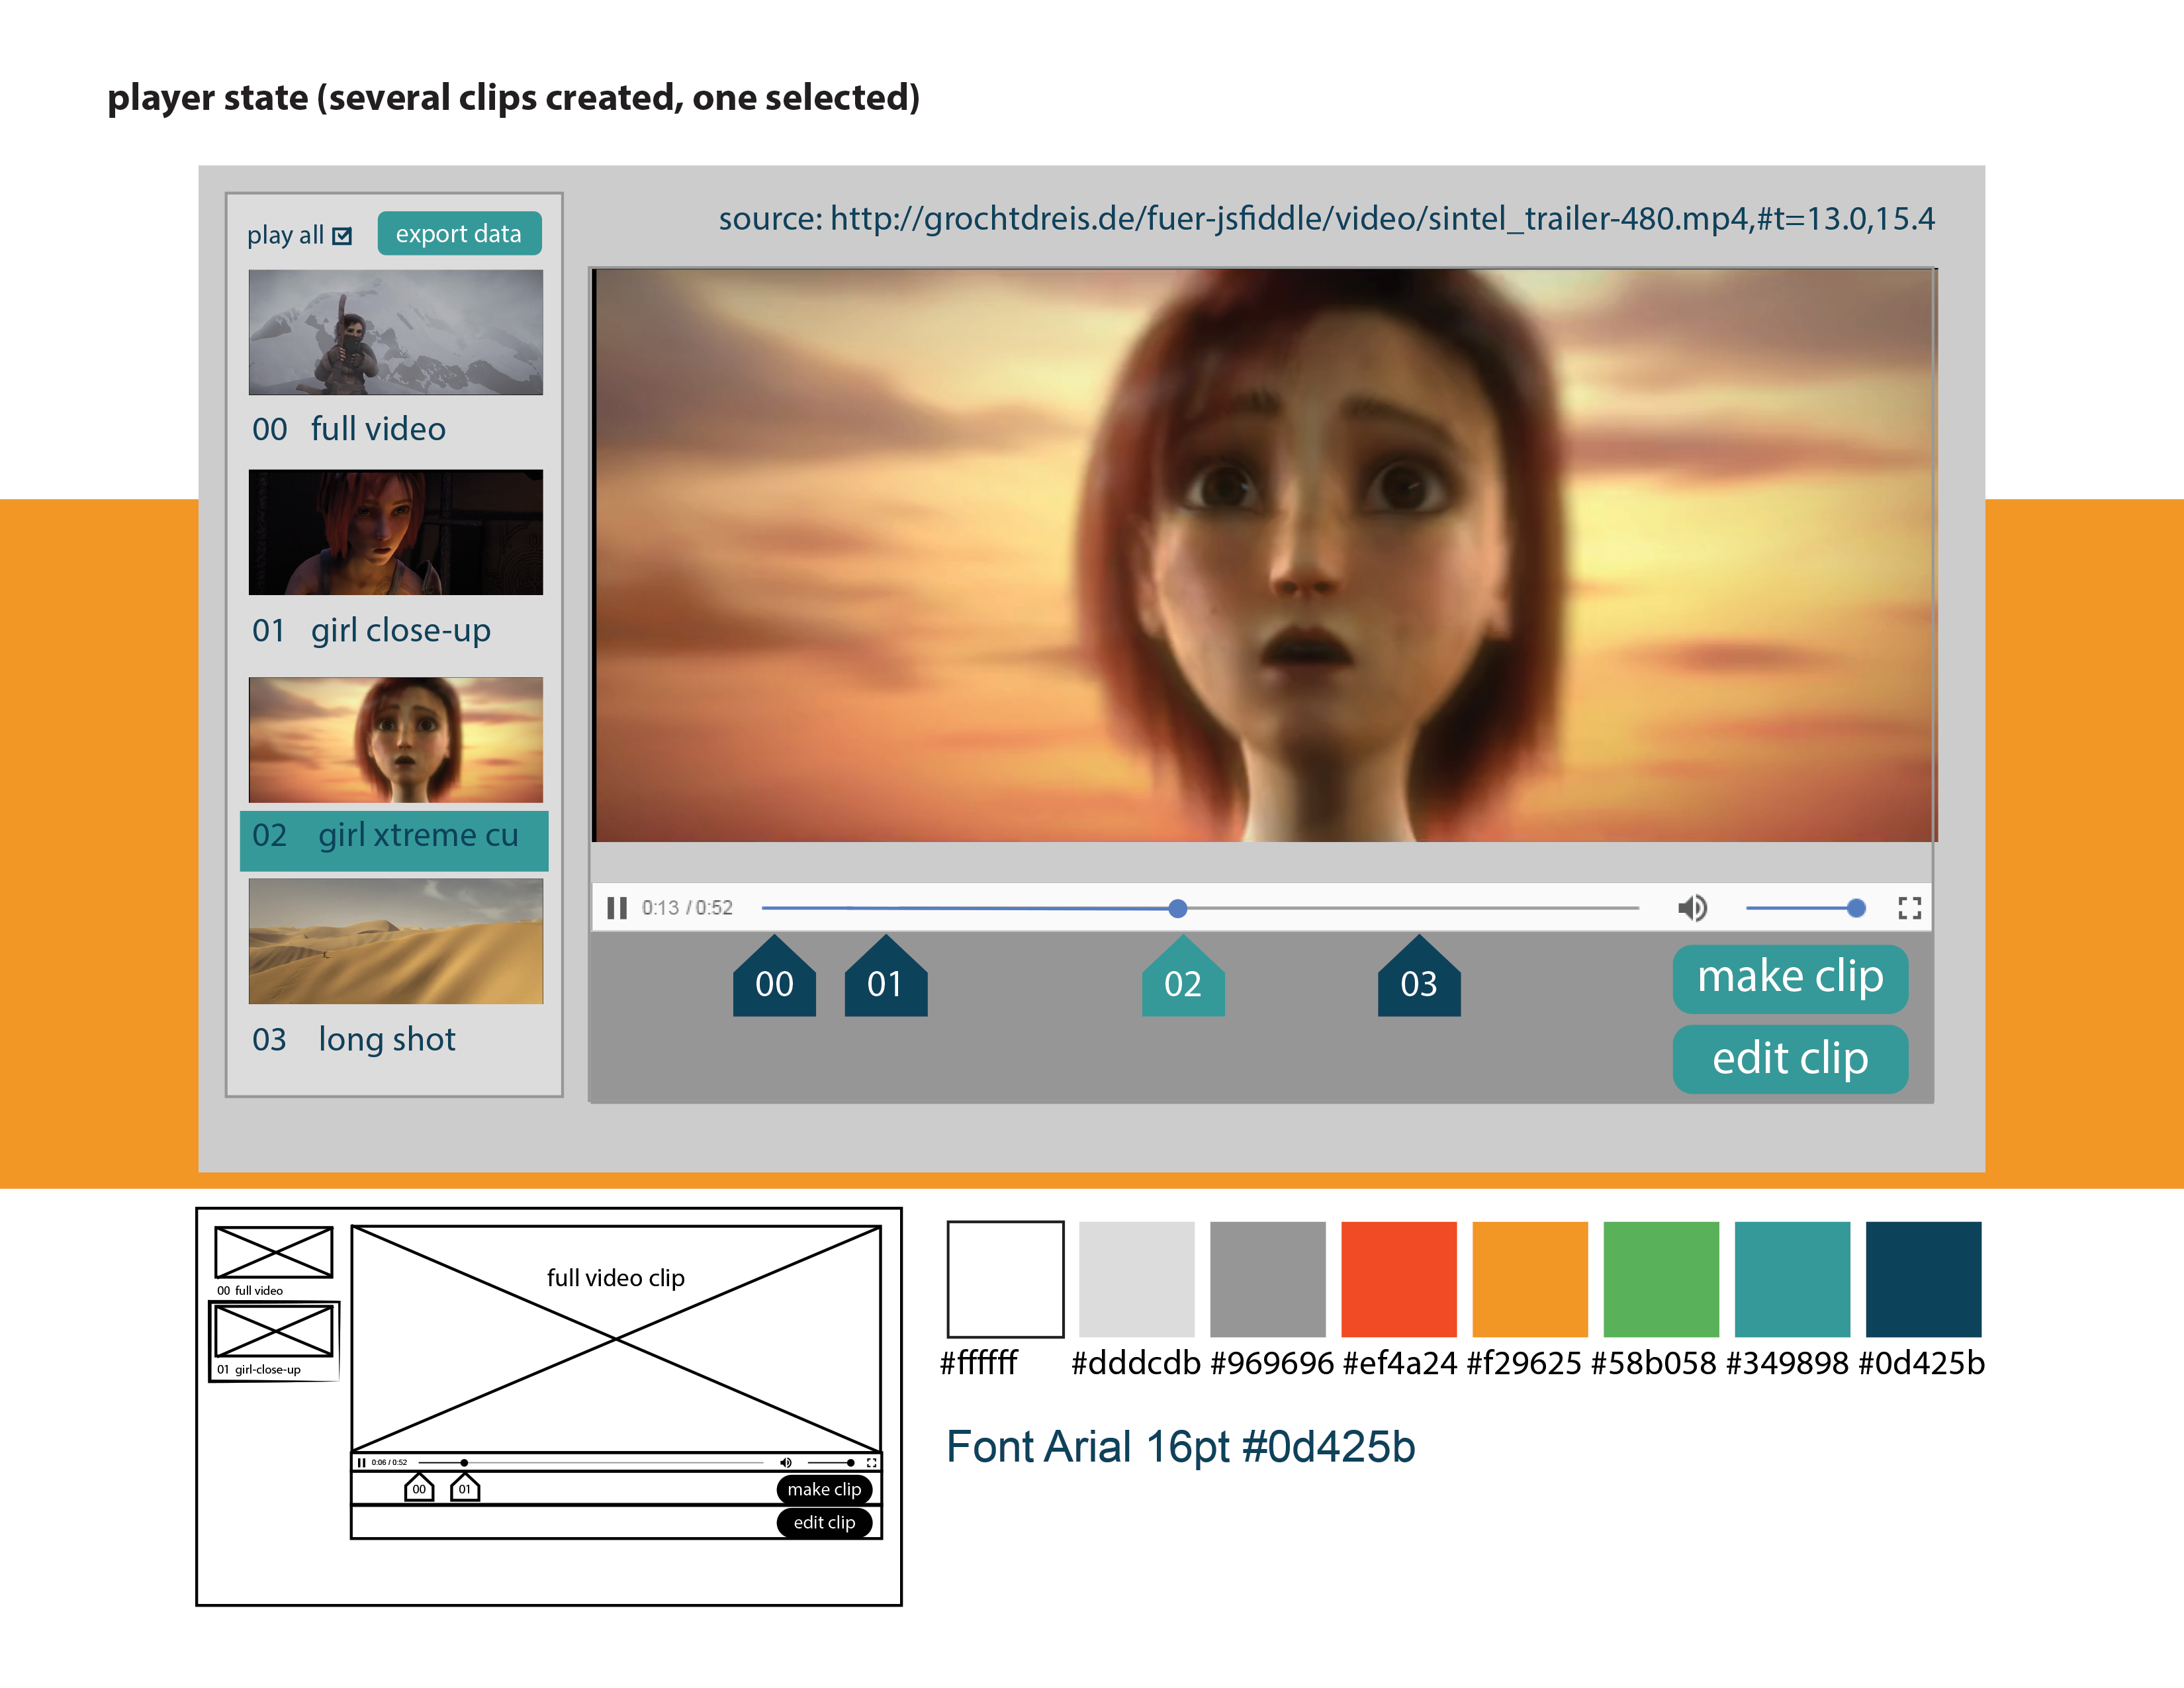 player state (several clips created, one selected)
play all
export data
source: http://grochtdreis.de/fuer-jsfiddle/video/sintel_trailer-480.mp4,#t=13.0,15.4
00 full video
01 girl close-up
02 girl xtreme cu
03 long shot
0:13 / 0:52
00 01 02 03
make clip
edit clip
00 full video
01 girl-close-up
full video clip
0:06 / 0:52
00 01
make clip
edit clip
#ffffff #dddcdb #969696 #ef4a24 #f29625 #58b058 #349898 #0d425b
Font Arial 16pt #0d425b